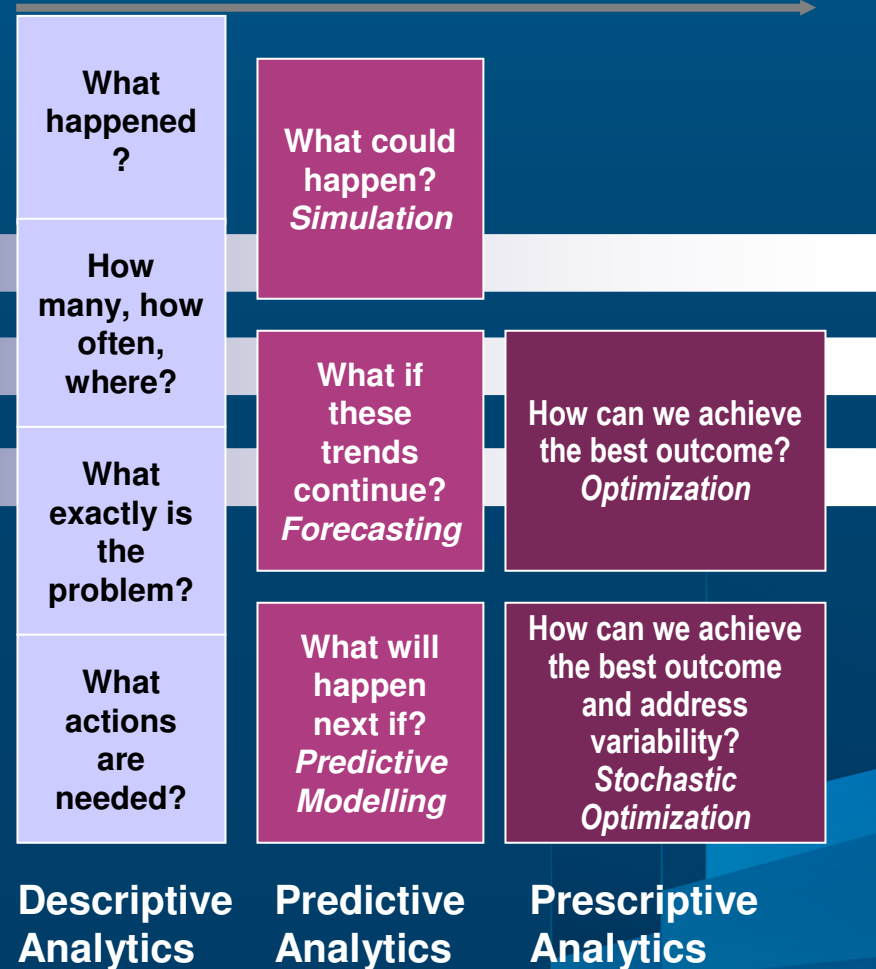 What
happened
?
How
many, how
often,
where?
What
exactly is
the
problem?
What
actions
are
needed?
What could
happen?
Simulation
What if
these
trends
continue?
Forecasting
What will
happen
next if?
Predictive
Modelling
How can we achieve
the best outcome?
Optimization
How can we achieve
the best outcome
and address
variability?
Stochastic
Optimization
Descriptive
Analytics
Predictive
Analytics
Prescriptive
Analytics